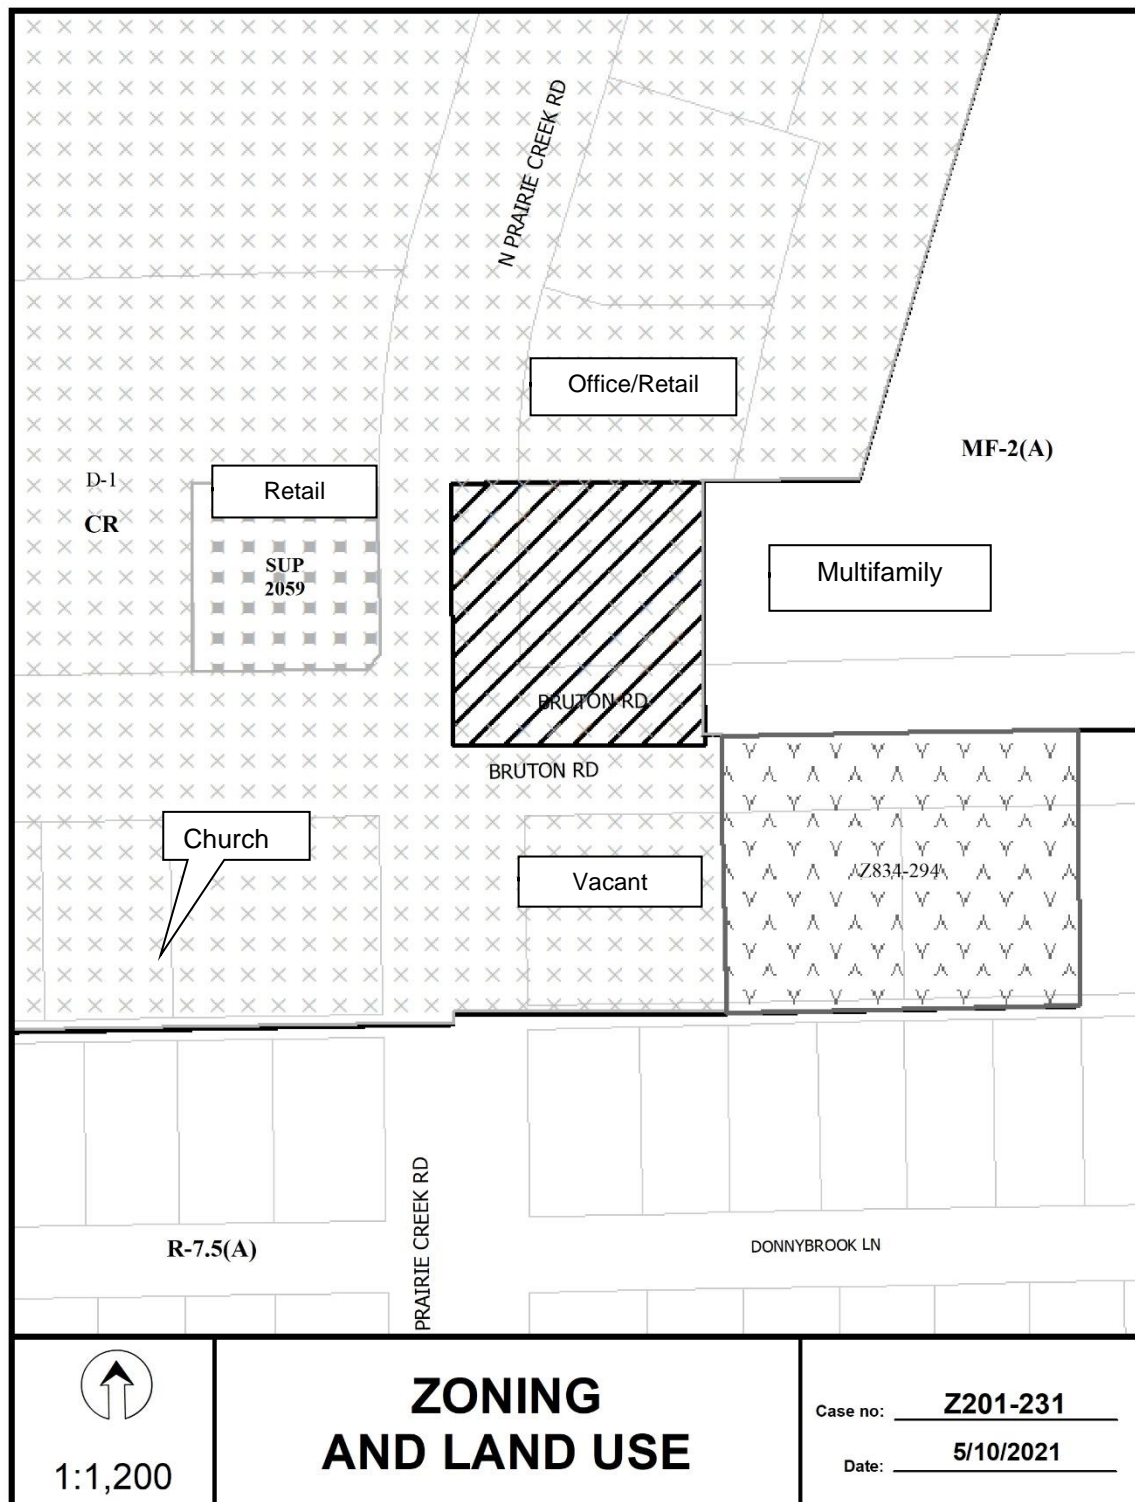 N PRAIRIE CREEK RD
Office/Retail
MF-2(A)
D-1
CR
Retail
SUP
2059
Multifamily
BRUTON RD
BRUTON RD
Church
Vacant
Z834-294
PRAIRIE CREEK RD
R-7.5(A)
DONNYBROOK LN
1:1,200
ZONING
AND LAND USE
Case no: Z201-231
Date: 5/10/2021